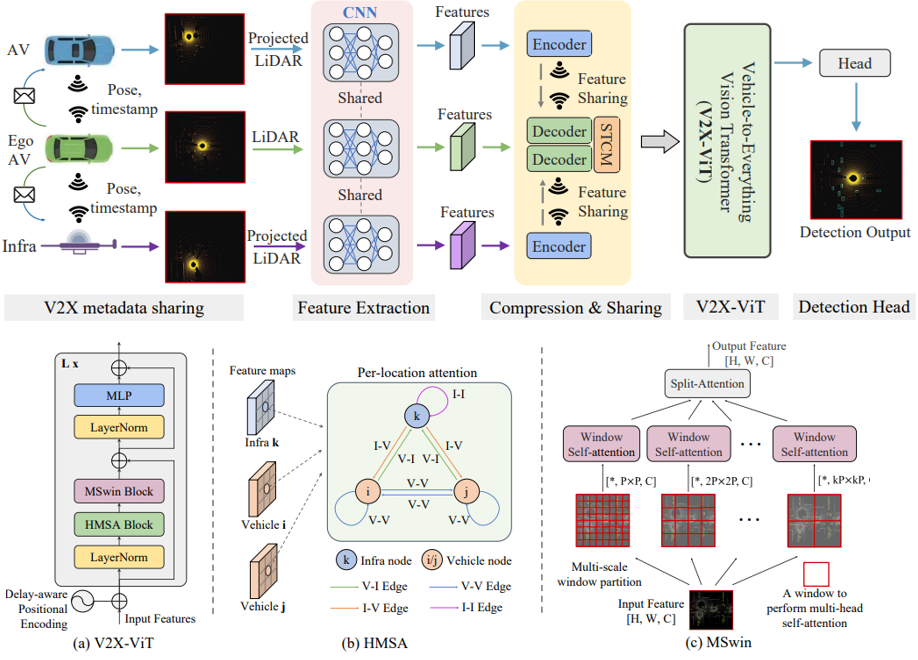 AV
Pose,
timestamp
Ego
AV
Pose,
timestamp
Infra
Projected
LiDAR
LiDAR
Projected
LiDAR
CNN
Shared
Shared
Features
Features
Features
Encoder
Feature
Sharing
Decoder
Decoder
STCM
Feature
Sharing
Encoder
Vehicle-to-Everything
Vision Transformer
(V2X-ViT)
Head
Detection Output
V2X metadata sharing
Feature Extraction
Compression & Sharing
V2X-ViT
Detection Head
L x
MLP
LayerNorm
MSwin Block
HMSA Block
LayerNorm
Delay-aware
Positional
Encoding
Input Features
(a) V2X-ViT
Feature maps
Infra k
Vehicle i
Vehicle j
Per-location attention
k
I-I
I-V
V-I
V-I
I-V
i
V-V
V-V
j
V-V
V-V
k
Infra node
i/j
Vehicle node
V-I Edge
V-V Edge
I-V Edge
I-I Edge
(b) HMSA
Output Feature
[H, W, C]
Split-Attention
Window
Self-attention
Window
Self-attention
...
Window
Self-attention
[*, P×P, C]
[*, 2P×2P, C]
[*, kP×kP,
...
Multi-scale
window partition
Input Feature
[H, W, C]
A window to
perform multi-head
self-attention
(c) MSwin